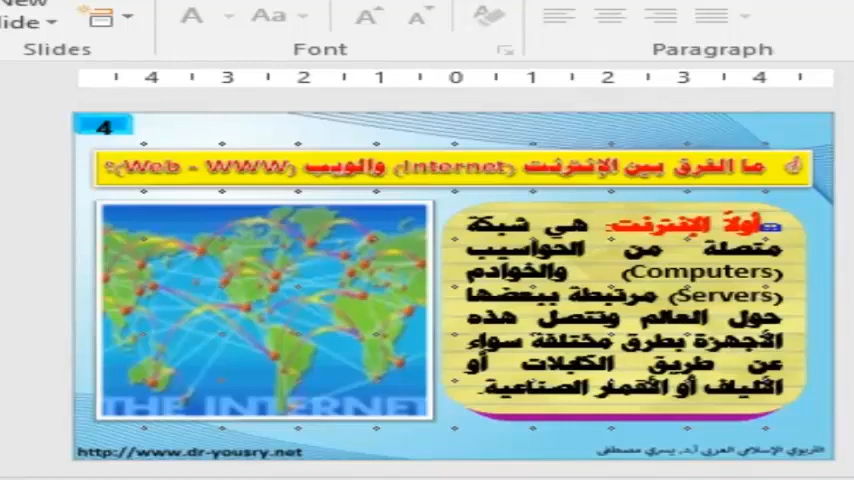 New
Slide
Aa
A
A
Slides
Font
Paragraph
4 3 2 1 0 1 2 3 4
4
ما الفرق بين الإنترنت (Internet) والويب (Web - WWW)؟
أولاً الإنترنت: هي شبكة
متصلة من الحواسيب
(Computers) والخوادم
(Servers) مرتبطة ببعضها
حول العالم وتتصل هذه
الأجهزة بطرق مختلفة سواء
عن طريق الكابلات أو
الألياف أو الأقمار الصناعية.
THE INTERNET
http://www.dr-yousry.net
التربوي الإسلامي العربي أ.د. يسري مصطفى